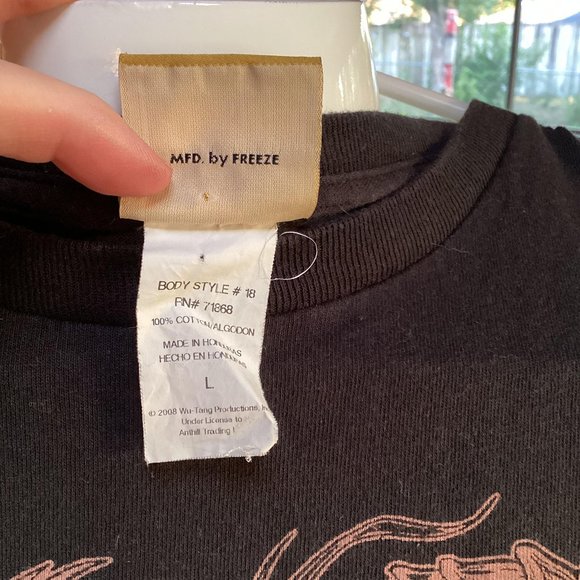 MFD. by FREEZE
BODY STYLE # 18
RN# 71868
100% COTTON/ALGODON
MADE IN HONDURAS
HECHO EN HONDURAS
L
© 2008 Wu-Tang Productions,
Under License to
Anthill Trading